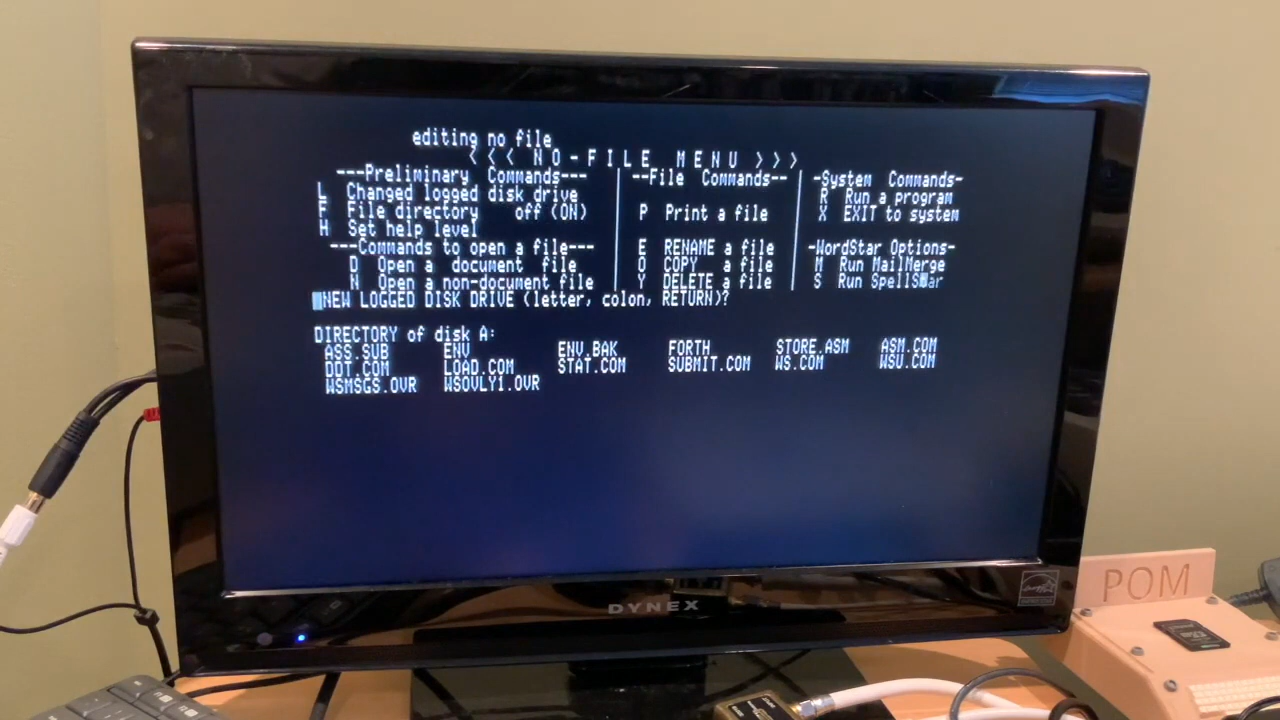 editing no file
< < < N O - F I L E M E N U > > >
---Preliminary Commands--- | --File Commands-- | -System Commands-
L Changed logged disk drive | | R Run a program
F File directory off (ON) | P Print a file | X EXIT to system
H Set help level | |
---Commands to open a file--- | E RENAME a file | -WordStar Options-
D Open a document file | O COPY a file | M Run MailMerge
N Open a non-document file | Y DELETE a file | S Run SpellStar
NEW LOGGED DISK DRIVE (letter, colon, RETURN)?
DIRECTORY of disk A:
ASS.SUB ENV ENV.BAK FORTH STORE.ASM ASM.COM
DDT.COM LOAD.COM STAT.COM SUBMIT.COM WS.COM WSU.COM
WSMSGS.OVR WSOVLY1.OVR
DYNEX
POM